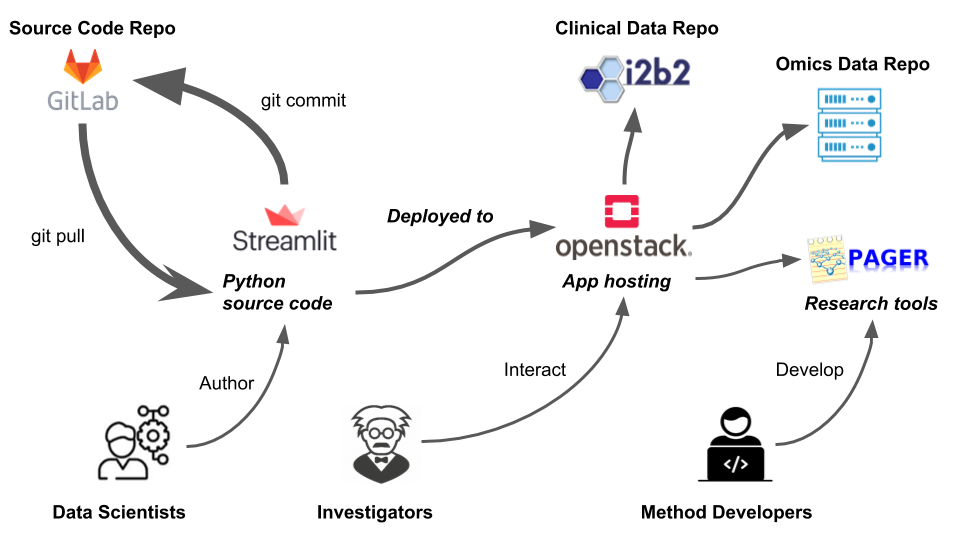 Source Code Repo
GitLab
git commit
Clinical Data Repo
i2b2
Omics Data Repo
git pull
Streamlit
Python
source code
Deployed to
openstack.
App hosting
PAGER
Research tools
Author
Interact
Develop
</>
Data Scientists
Investigators
Method Developers